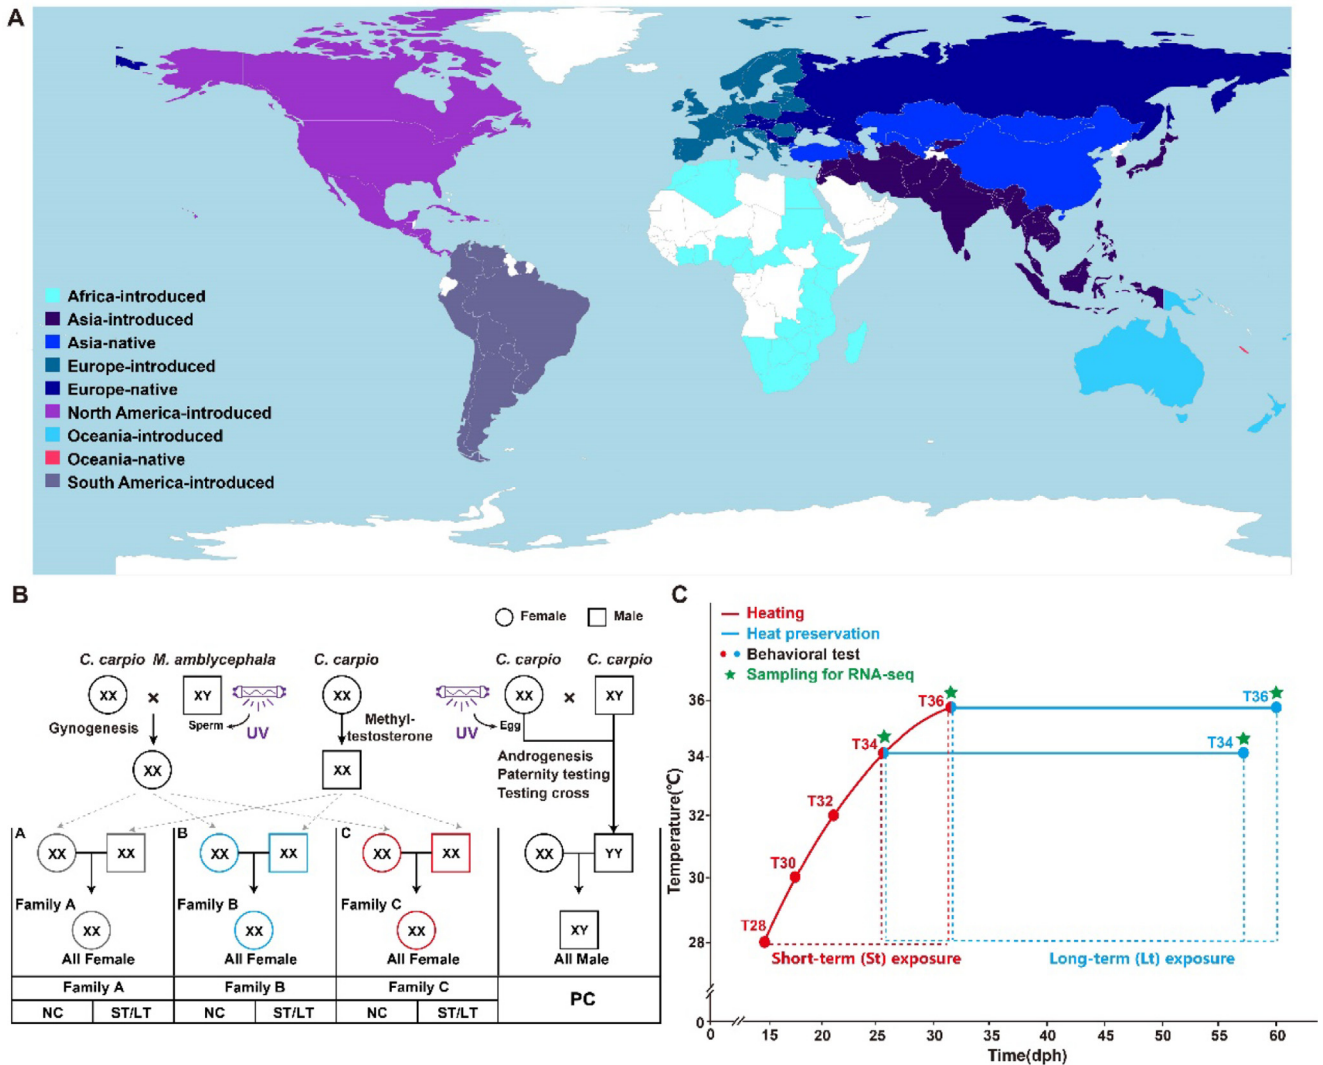 A
Africa-introduced
Asia-introduced
Asia-native
Europe-introduced
Europe-native
North America-introduced
Oceania-introduced
Oceania-native
South America-introduced
B
Female
Male
C. carpio M. amblycephala
C. carpio
C. carpio
C. carpio
XX
×
XY
XX
XX
×
XY
Sperm
UV
UV
Egg
Gynogenesis
Methyl-
testosterone
Androgenesis
Paternity testing
Testing cross
XX
XX
A
XX
XX
B
XX
XX
C
XX
XX
XX
YY
Family A
XX
Family B
XX
Family C
XX
XY
All Female
All Female
All Female
All Male
Family A
Family B
Family C
PC
NC
ST/LT
NC
ST/LT
NC
ST/LT
C
Heating
Heat preservation
Behavioral test
Sampling for RNA-seq
Temperature(℃)
36
34
32
30
28
0
T28
T30
T32
T34
T36
T36
T34
Short-term (St) exposure
Long-term (Lt) exposure
0
15
20
25
30
35
40
45
50
55
60
Time(dph)